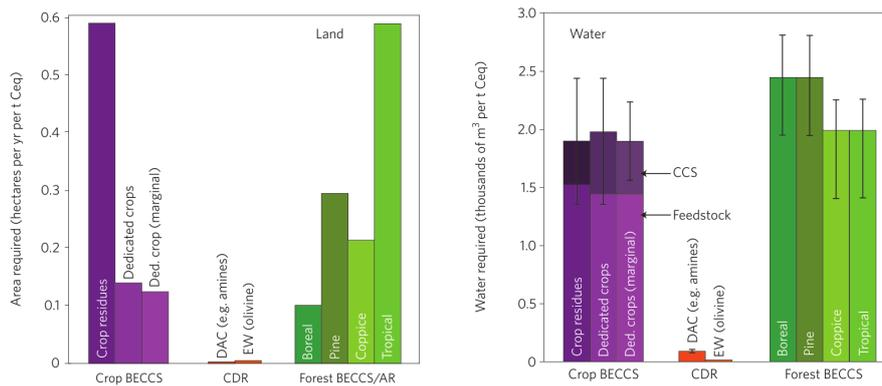 Land
Area required (hectares per yr per t Ceq)
0.6
0.5
0.4
0.3
0.2
0.1
0
Crop residues
Dedicated crops
Ded. crop (marginal)
DAC (e.g. amines)
EW (olivine)
Boreal
Pine
Coppice
Tropical
Crop BECCS
CDR
Forest BECCS/AR
Water
Water required (thousands of m³ per t Ceq)
3.0
2.5
2.0
1.5
1.0
0.5
0
CCS
Feedstock
Crop residues
Dedicated crops
Ded. crops (marginal)
DAC (e.g. amines)
EW (olivine)
Boreal
Pine
Coppice
Tropical
Crop BECCS
CDR
Forest BECCS